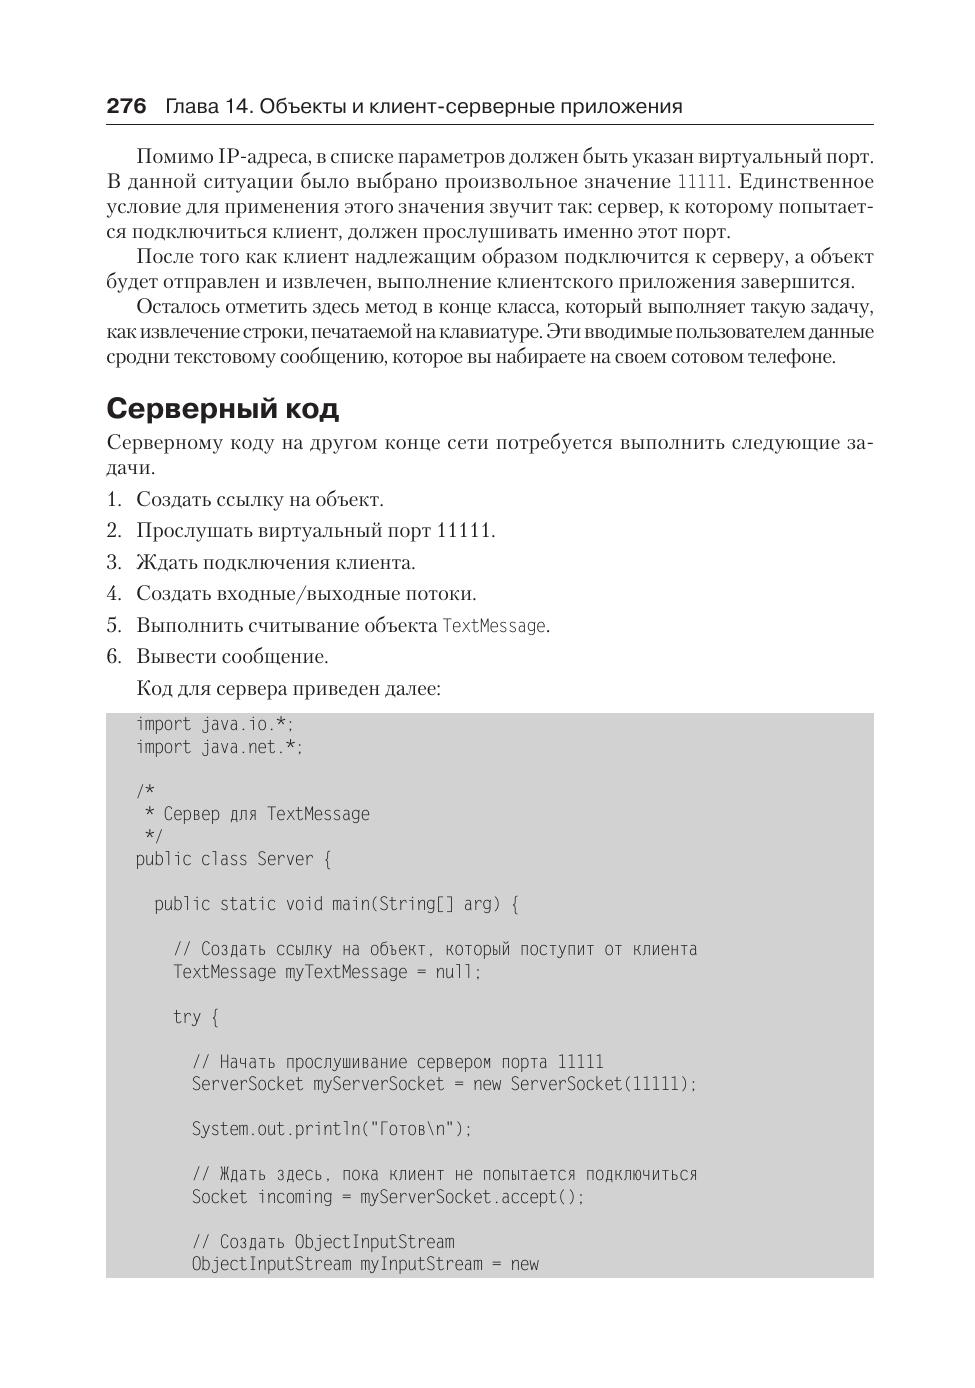 276 Глава 14. Объекты и клиент-серверные приложения
Помимо IP-адреса, в списке параметров должен быть указан виртуальный порт.
В данной ситуации было выбрано произвольное значение 11111. Единственное
условие для применения этого значения звучит так: сервер, к которому попытает-
ся подключиться клиент, должен прослушивать именно этот порт.
После того как клиент надлежащим образом подключится к серверу, а объект
будет отправлен и извлечен, выполнение клиентского приложения завершится.
Осталось отметить здесь метод в конце класса, который выполняет такую задачу,
как извлечение строки, печатаемой на клавиатуре. Эти вводимые пользователем данные
сродни текстовому сообщению, которое вы набираете на своем сотовом телефоне.
Серверный код
Серверному коду на другом конце сети потребуется выполнить следующие за-
дачи.
1. Создать ссылку на объект.
2. Прослушать виртуальный порт 11111.
3. Ждать подключения клиента.
4. Создать входные/выходные потоки.
5. Выполнить считывание объекта TextMessage.
6. Вывести сообщение.
Код для сервера приведен далее:
import java.io.*;
import java.net.*;
/*
* Сервер для TextMessage
*/
public class Server {
public static void main(String[] arg) {
// Создать ссылку на объект, который поступит от клиента
TextMessage myTextMessage = null;
try {
// Начать прослушивание сервером порта 11111
ServerSocket myServerSocket = new ServerSocket(11111);
System.out.println("Готов\n");
// Ждать здесь, пока клиент не попытается подключиться
Socket incoming = myServerSocket.accept();
// Создать ObjectInputStream
ObjectInputStream myInputStream = new